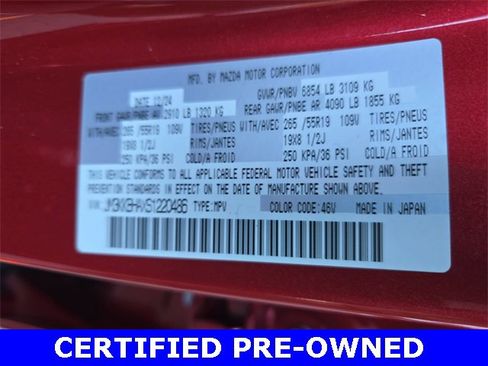 MFD. BY MAZDA MOTOR CORPORATION
DATE 12/24 GVWR/PNBV 6854 LB 3109 KG
FRONT GAWR/PNBE AR 2910 LB 1320 KG REAR GAWR/PNBE AR 4090 LB 1855 KG
WITH/AVEC 265 /55R19 109V TIRES/PNEUS WITH/AVEC 265 /55R19 109V TIRES/PNEUS
19X8 1/2J RIMS/JANTES 19X8 1/2J RIMS/JANTES
250 KPA/36 PSI COLD/A FROID 250 KPA/36 PSI COLD/A FROID
THIS VEHICLE CONFORMS TO ALL APPLICABLE FEDERAL MOTOR VEHICLE SAFETY AND
THEFT PREVENTION STANDARDS IN EFFECT ON THE DATE OF MANUFACTURE SHOWN ABOVE.
VIN: TYPE: MPV COLOR CODE: 46V MADE IN JAPAN
CERTIFIED PRE-OWNED